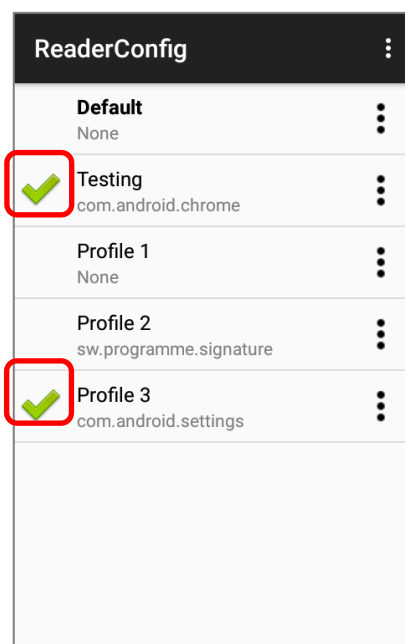 ReaderConfig
Default
None
Testing
com.android.chrome
Profile 1
None
Profile 2
sw.programme.signature
Profile 3
com.android.settings